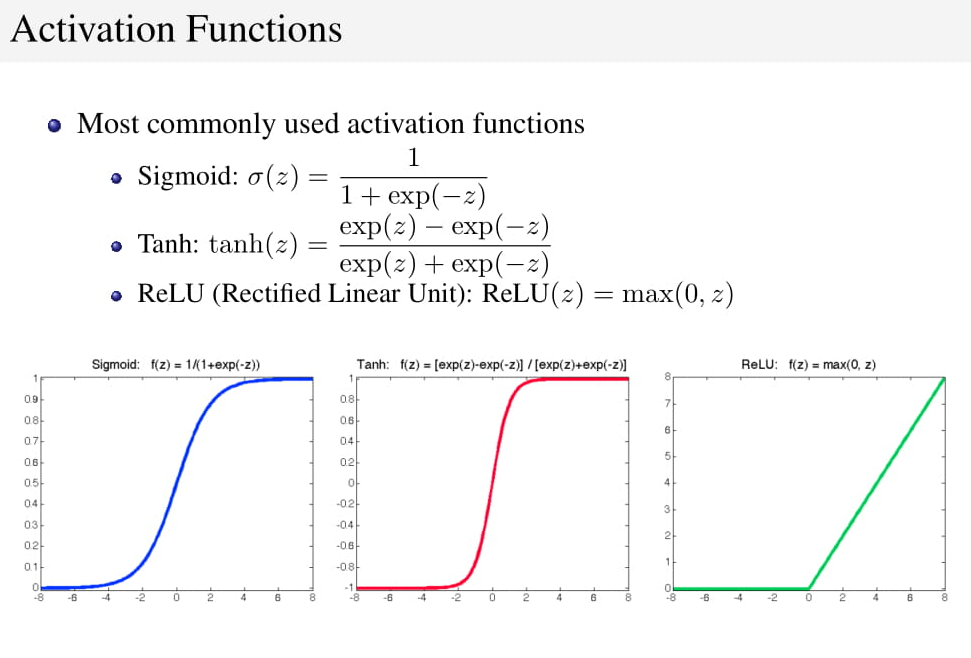 Activation Functions
Most commonly used activation functions
Sigmoid: σ(z) = 1 / (1 + exp(−z))
Tanh: tanh(z) = (exp(z) − exp(−z)) / (exp(z) + exp(−z))
ReLU (Rectified Linear Unit): ReLU(z) = max(0, z)
Sigmoid: f(z) = 1/(1+exp(-z))
1
0.9
0.8
0.7
0.6
0.5
0.4
0.3
0.2
0.1
0
-8 -6 -4 -2 0 2 4 6 8
Tanh: f(z) = [exp(z)-exp(-z)] / [exp(z)+exp(-z)]
1
0.8
0.6
0.4
0.2
0
-0.2
-0.4
-0.6
-0.8
-1
-8 -6 -4 -2 0 2 4 6 8
ReLU: f(z) = max(0, z)
8
7
6
5
4
3
2
1
0
-8 -6 -4 -2 0 2 4 6 8